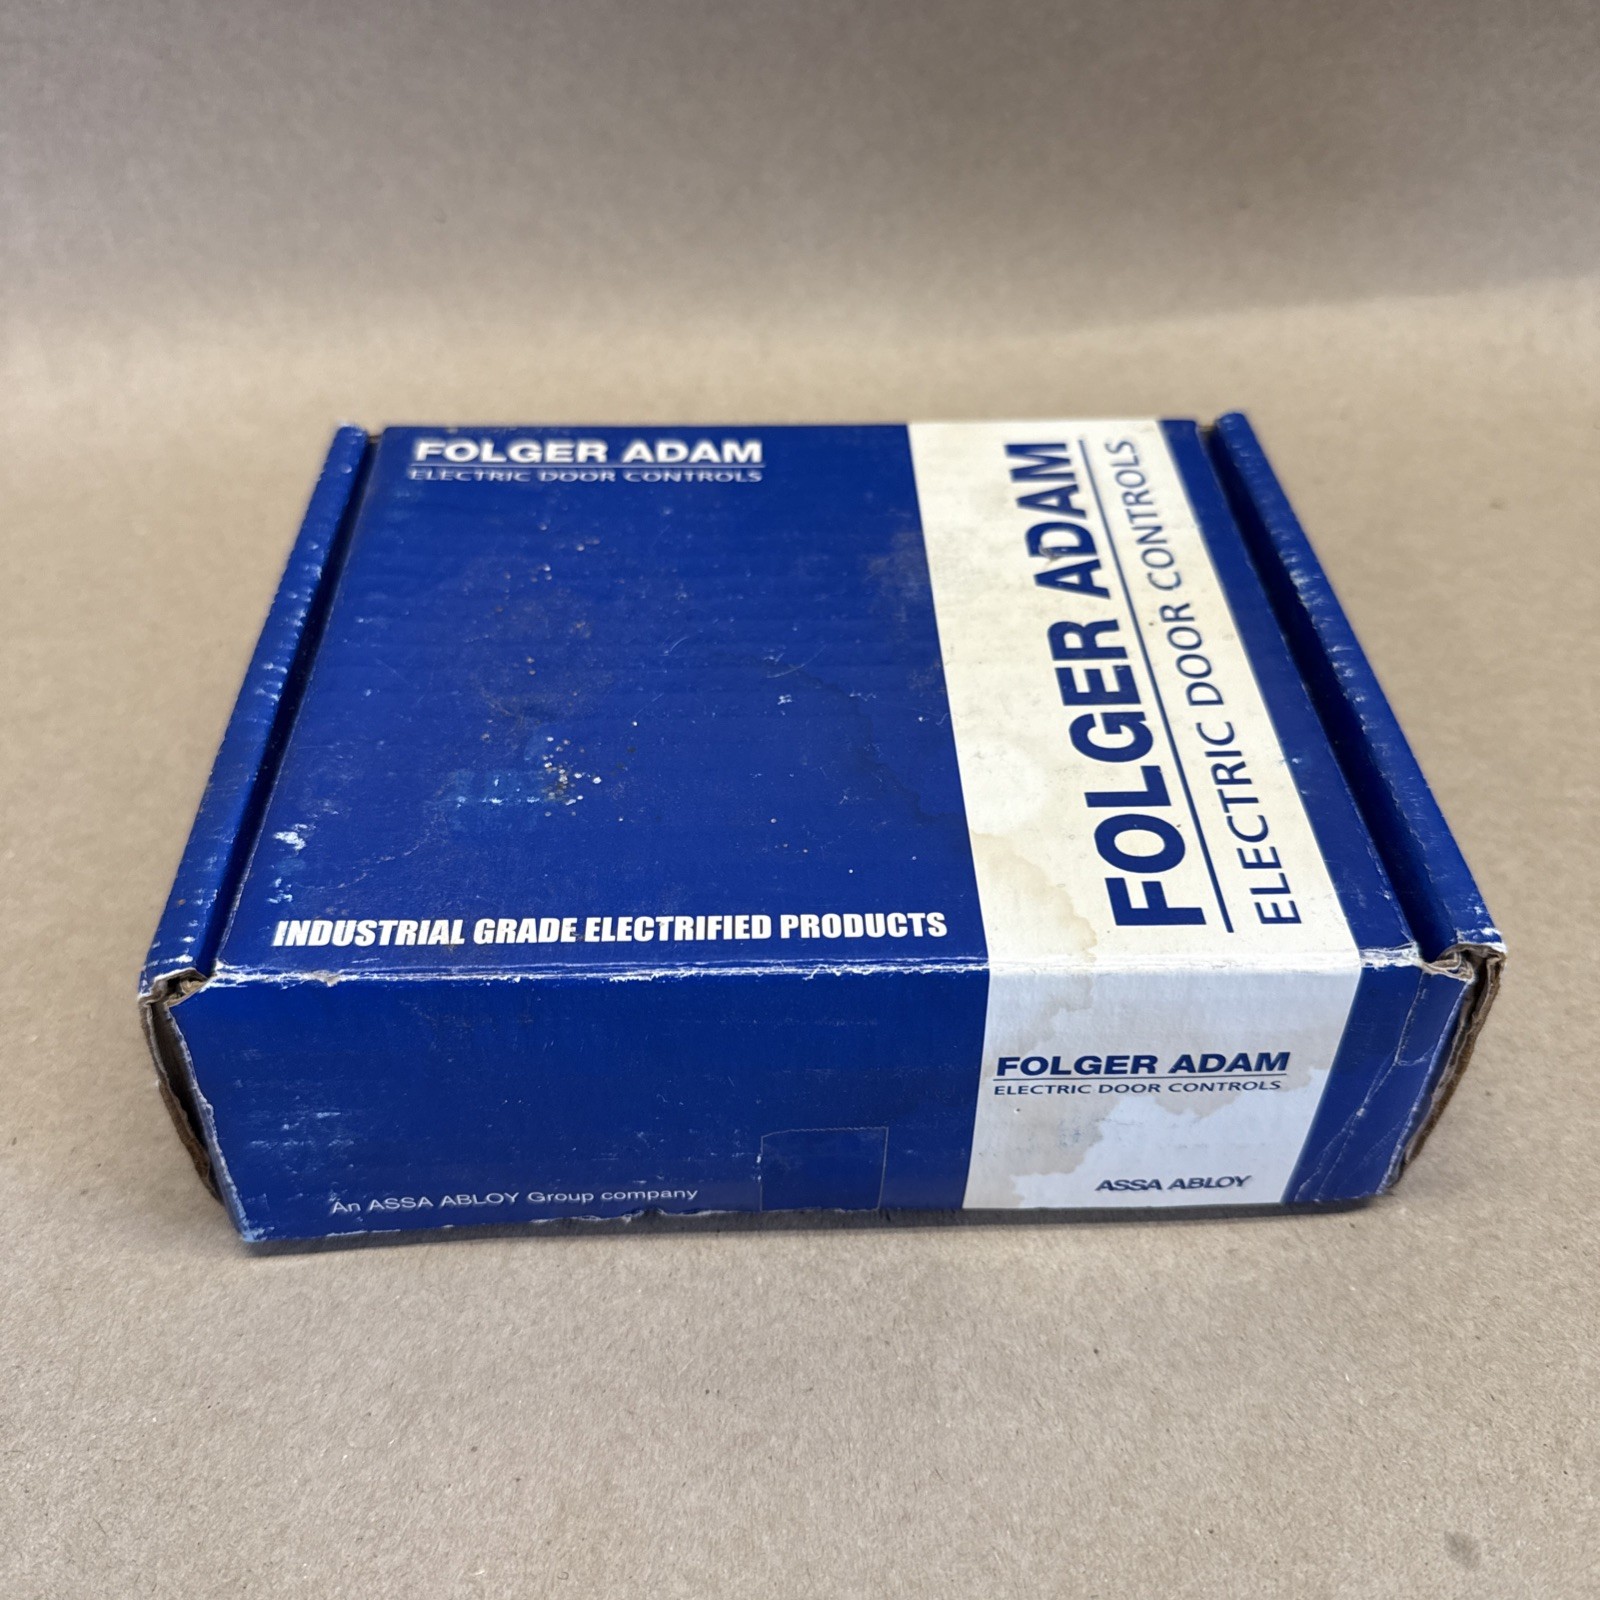 FOLGER ADAM
ELECTRIC DOOR CONTROLS
FOLGER ADAM
ELECTRIC DOOR CONTROLS
INDUSTRIAL GRADE ELECTRIFIED PRODUCTS
FOLGER ADAM
ELECTRIC DOOR CONTROLS
An ASSA ABLOY Group company
ASSA ABLOY